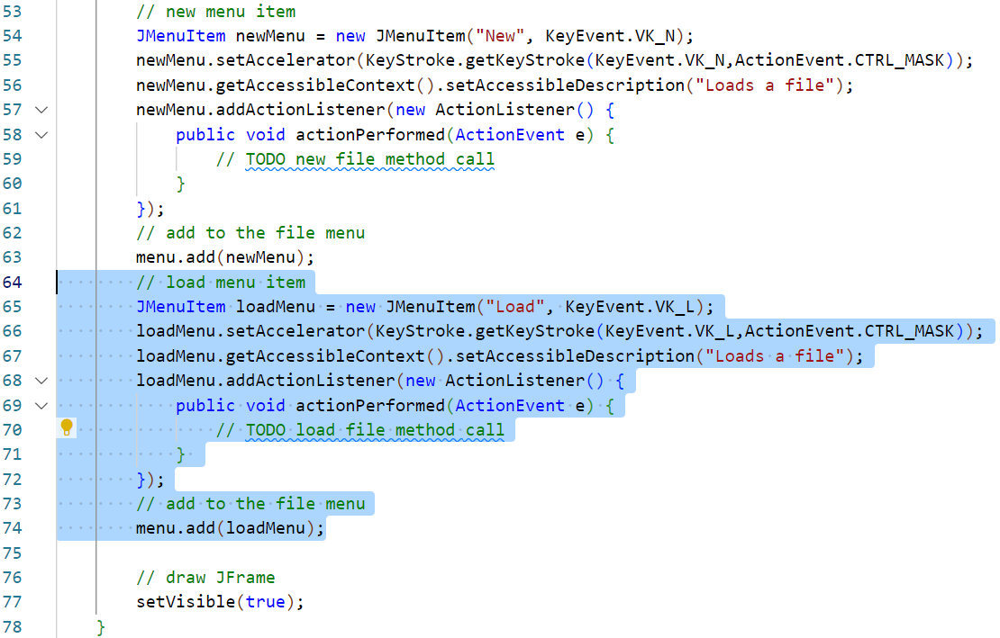 53 // new menu item
54 JMenuItem newMenu = new JMenuItem("New", KeyEvent.VK_N);
55 newMenu.setAccelerator(KeyStroke.getKeyStroke(KeyEvent.VK_N,ActionEvent.CTRL_MASK));
56 newMenu.getAccessibleContext().setAccessibleDescription("Loads a file");
57 newMenu.addActionListener(new ActionListener() {
58 public void actionPerformed(ActionEvent e) {
59 // TODO new file method call
60 }
61 });
62 // add to the file menu
63 menu.add(newMenu);
64 // load menu item
65 JMenuItem loadMenu = new JMenuItem("Load", KeyEvent.VK_L);
66 loadMenu.setAccelerator(KeyStroke.getKeyStroke(KeyEvent.VK_L,ActionEvent.CTRL_MASK));
67 loadMenu.getAccessibleContext().setAccessibleDescription("Loads a file");
68 loadMenu.addActionListener(new ActionListener() {
69 public void actionPerformed(ActionEvent e) {
70 // TODO load file method call
71 }
72 });
73 // add to the file menu
74 menu.add(loadMenu);
75
76 // draw JFrame
77 setVisible(true);
78 }